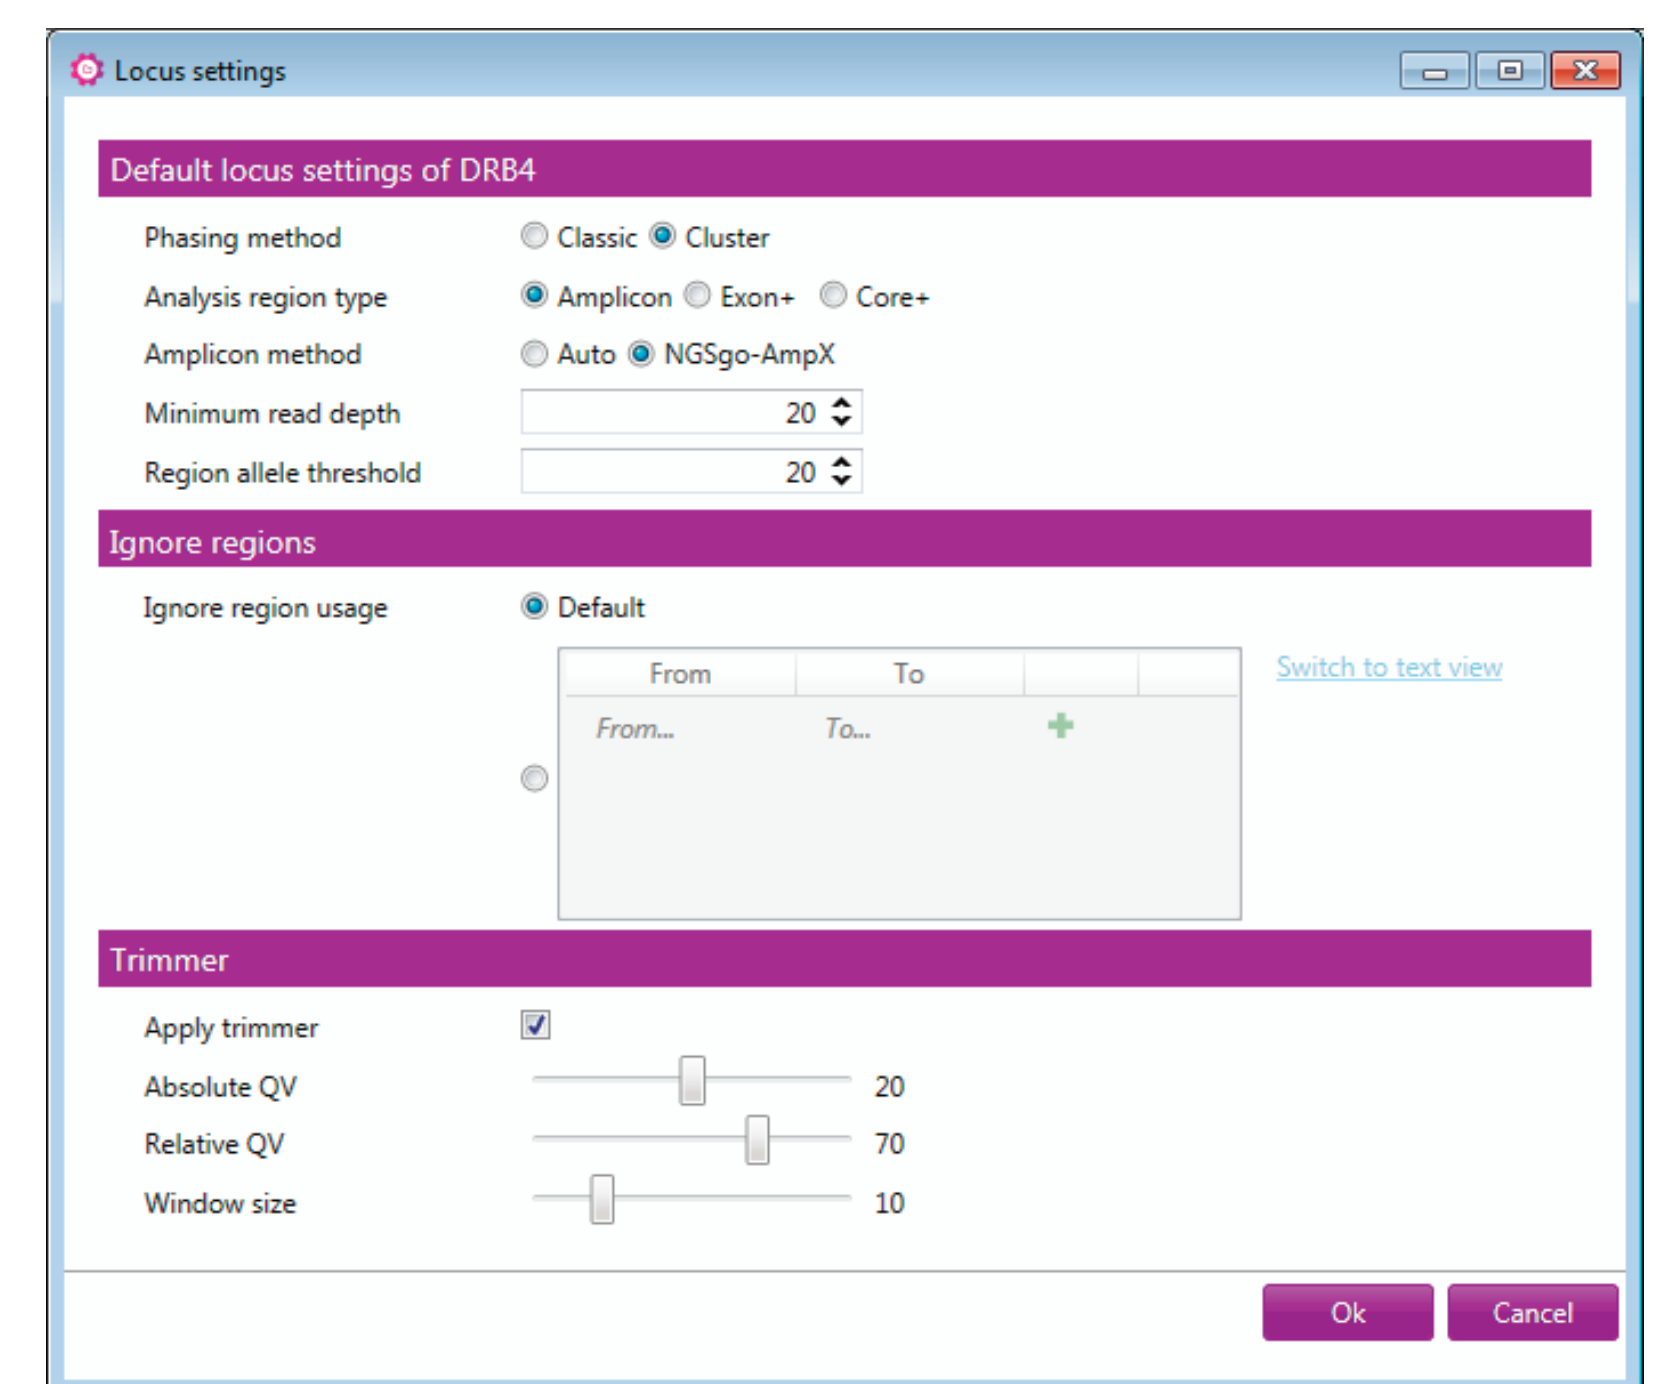 Locus settings
Default locus settings of DRB4
Phasing method Classic Cluster
Analysis region type Amplicon Exon+ Core+
Amplicon method Auto NGSgo-AmpX
Minimum read depth 20
Region allele threshold 20
Ignore regions
Ignore region usage Default
From To Switch to text view
From... To...
Trimmer
Apply trimmer
Absolute QV 20
Relative QV 70
Window size 10
Ok Cancel